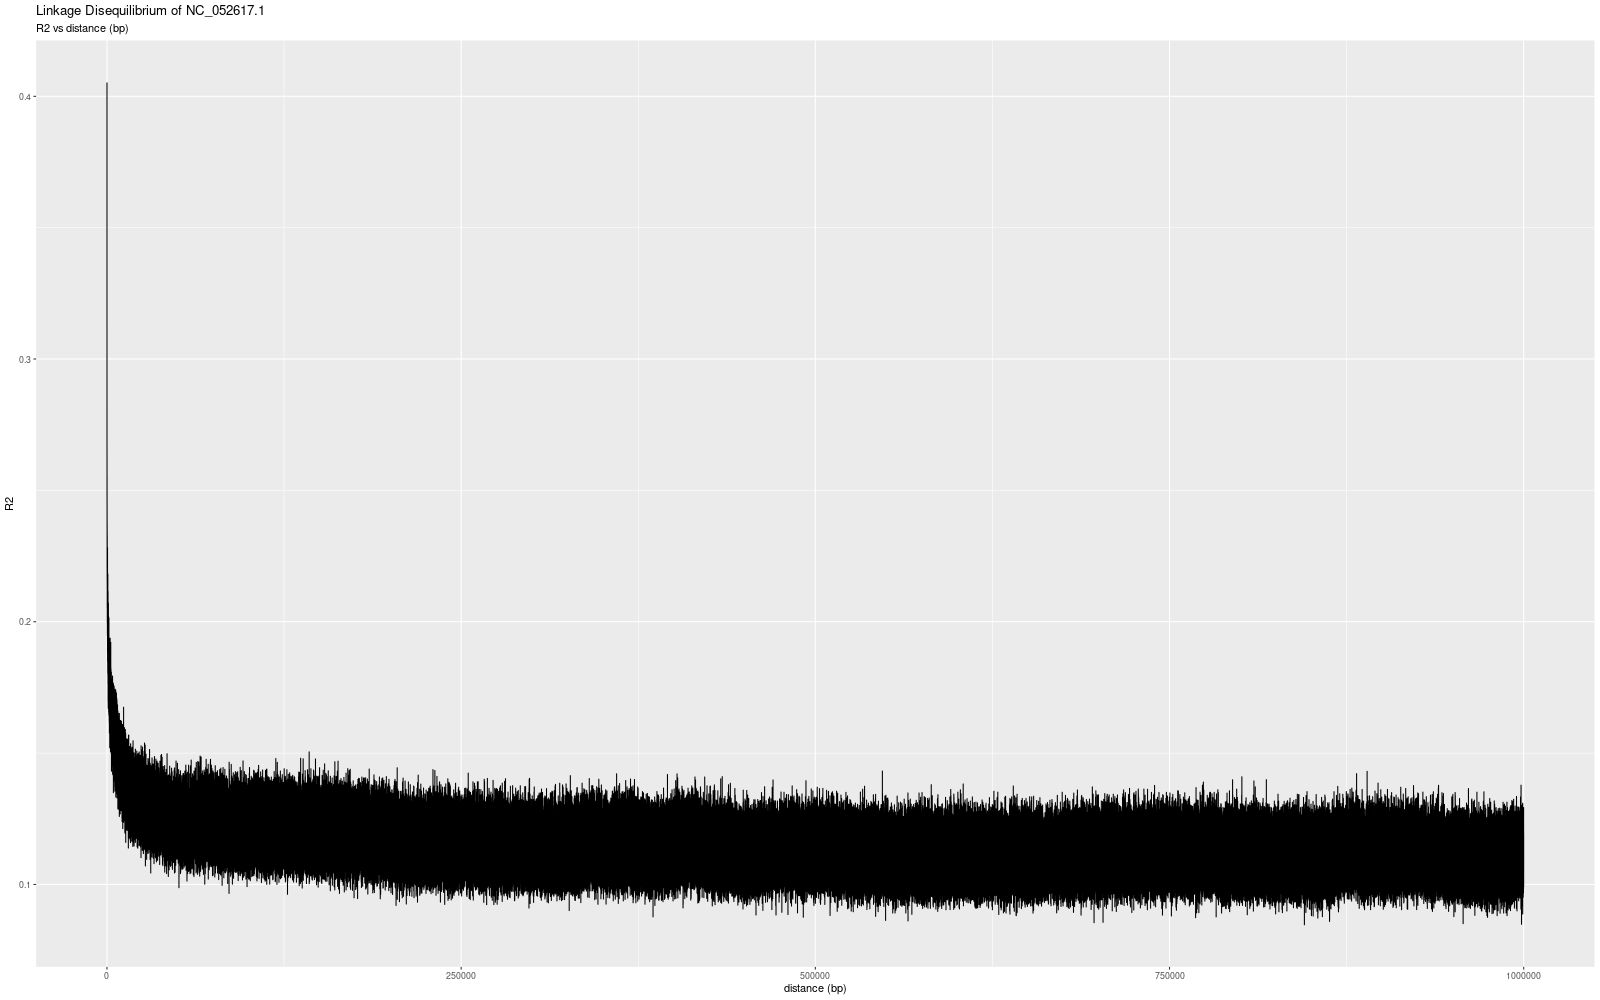 Linkage Disequilibrium of NC_052617.1
R2 vs distance (bp)
0.4
0.3
0.2
0.1
R2
0 250000 500000 750000 1000000
distance (bp)